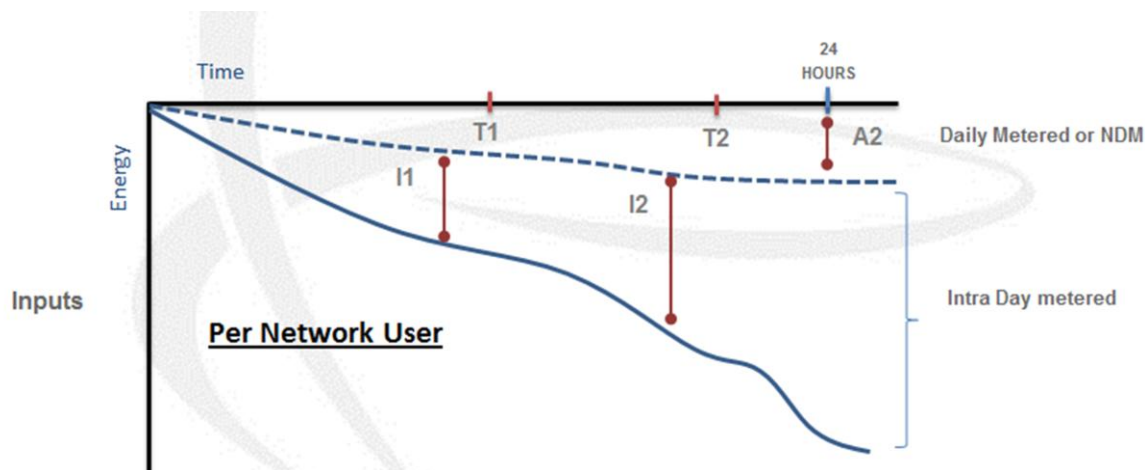 24
HOURS
Time
T1
T2
A2
Daily Metered or NDM
Energy
I1
I2
Inputs
Intra Day metered
Per Network User